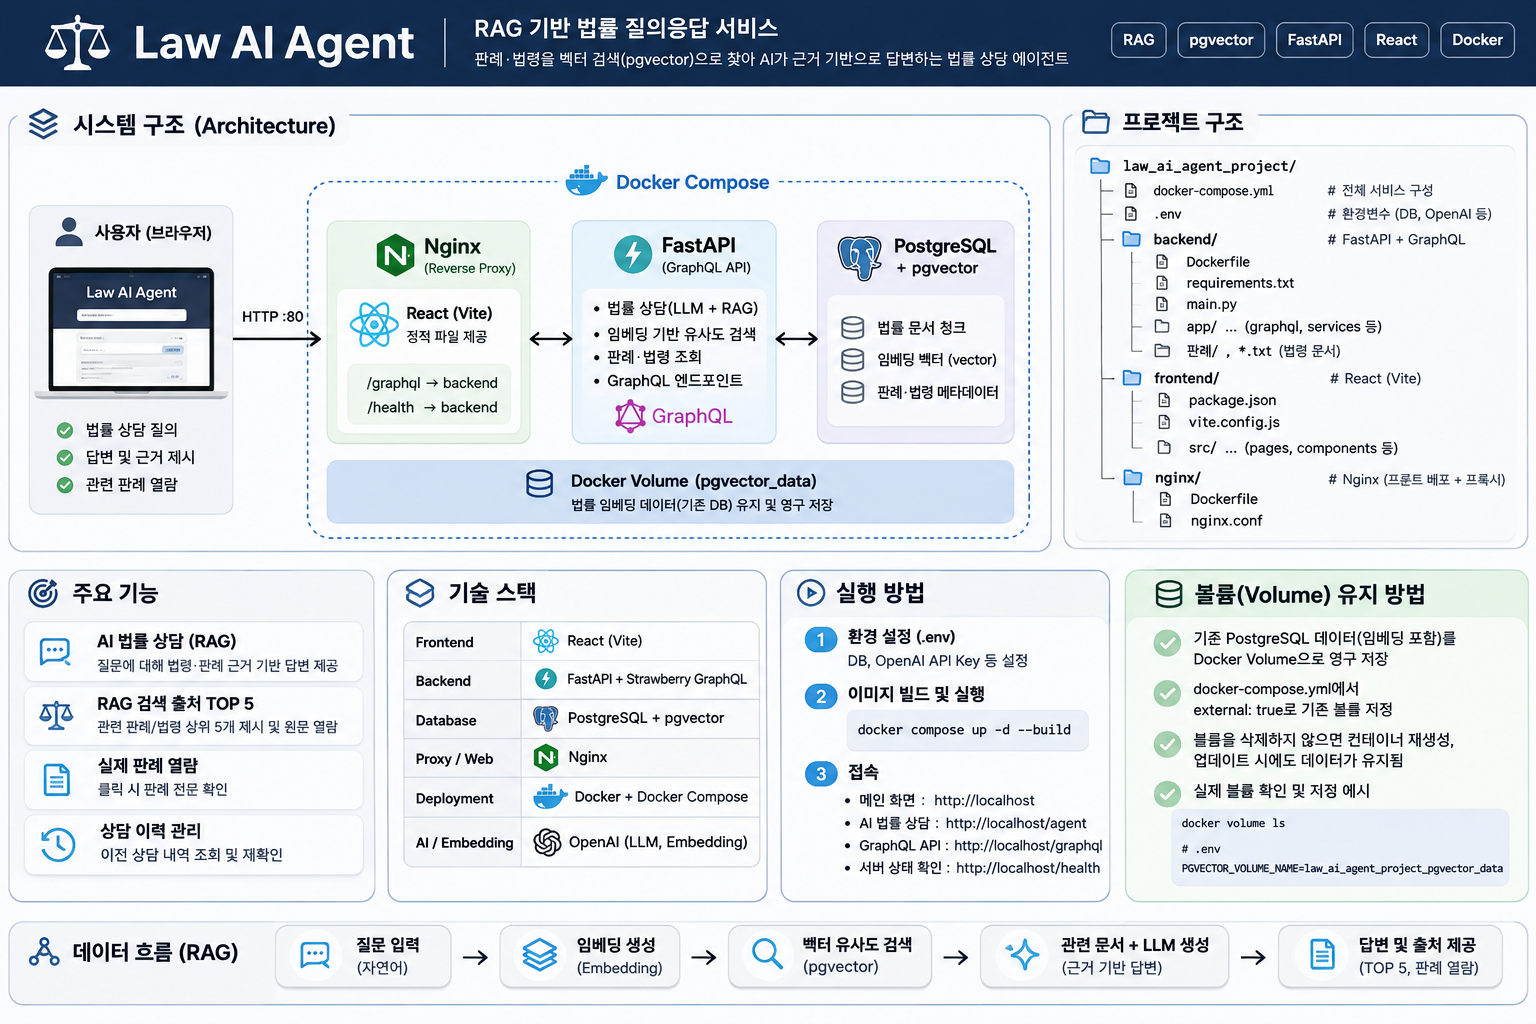 Law AI Agent
RAG 기반 법률 질의응답 서비스
판례·법령을 벡터 검색(pgvector)으로 찾아 AI가 근거 기반으로 답변하는 법률 상담 에이전트
RAG
pgvector
FastAPI
React
Docker
시스템 구조 (Architecture)
사용자 (브라우저)
Law AI Agent
법률 상담 질의
답변 및 근거 제시
관련 판례 열람
HTTP :80
Docker Compose
Nginx
(Reverse Proxy)
React (Vite)
정적 파일 제공
/graphql → backend
/health → backend
FastAPI
(GraphQL API)
• 법률 상담(LLM + RAG)
• 임베딩 기반 유사도 검색
• 판례·법령 조회
• GraphQL 엔드포인트
GraphQL
PostgreSQL
+ pgvector
법률 문서 청크
임베딩 벡터 (vector)
판례·법령 메타데이터
Docker Volume (pgvector_data)
법률 임베딩 데이터(기존 DB) 유지 및 영구 저장
프로젝트 구조
law_ai_agent_project/
docker-compose.yml # 전체 서비스 구성
.env # 환경변수 (DB, OpenAI 등)
backend/ # FastAPI + GraphQL
Dockerfile
requirements.txt
main.py
app/ ... (graphql, services 등)
판례/ , *.txt (법령 문서)
frontend/ # React (Vite)
package.json
vite.config.js
src/ ... (pages, components 등)
nginx/ # Nginx (프론트 배포 + 프록시)
Dockerfile
nginx.conf
주요 기능
AI 법률 상담 (RAG)
질문에 대해 법령·판례 근거 기반 답변 제공
RAG 검색 출처 TOP 5
관련 판례/법령 상위 5개 제시 및 원문 열람
실제 판례 열람
클릭 시 판례 전문 확인
상담 이력 관리
이전 상담 내역 조회 및 재확인
기술 스택
Frontend React (Vite)
Backend FastAPI + Strawberry GraphQL
Database PostgreSQL + pgvector
Proxy / Web Nginx
Deployment Docker + Docker Compose
AI / Embedding OpenAI (LLM, Embedding)
실행 방법
1 환경 설정 (.env)
DB, OpenAI API Key 등 설정
2 이미지 빌드 및 실행
docker compose up -d --build
3 접속
• 메인 화면 : http://localhost
• AI 법률 상담 : http://localhost/agent
• GraphQL API : http://localhost/graphql
• 서버 상태 확인 : http://localhost/health
볼륨(Volume) 유지 방법
기존 PostgreSQL 데이터(임베딩 포함)를
Docker Volume으로 영구 저장
docker-compose.yml에서
external: true로 기존 볼륨 지정
볼륨을 삭제하지 않으면 컨테이너 재생성,
업데이트 시에도 데이터가 유지됨
실제 볼륨 확인 및 지정 예시
docker volume ls
# .env
PGVECTOR_VOLUME_NAME=law_ai_agent_project_pgvector_data
데이터 흐름 (RAG)
질문 입력
(자연어)
임베딩 생성
(Embedding)
벡터 유사도 검색
(pgvector)
관련 문서 + LLM 생성
(근거 기반 답변)
답변 및 출처 제공
(TOP 5, 판례 열람)